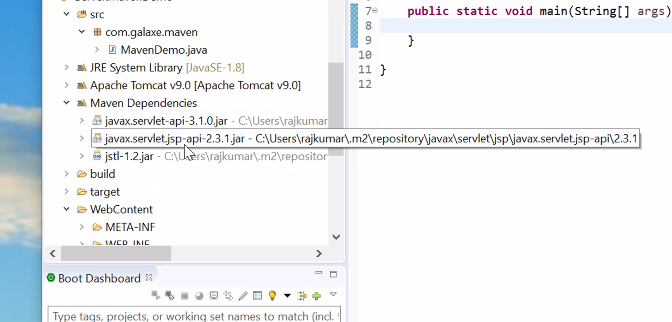 src
com.galaxe.maven
MavenDemo.java
JRE System Library [JavaSE-1.8]
Apache Tomcat v9.0 [Apache Tomcat v9.0]
Maven Dependencies
javax.servlet-api-3.1.0.jar - C:\Users\rajkumar\.m2
javax.servlet.jsp-api-2.3.1.jar - C:\Users\rajkumar\.m2\repository\javax\servlet\jsp\javax.servlet.jsp-api\2.3.1
jstl-1.2.jar - C:\Users\rajkumar\.m2\repositor
build
target
WebContent
META-INF
WEB-INF
Boot Dashboard
Type tags, projects, or working set names to match (incl.
7 public static void main(String[] args)
8
9 }
10
11 }
12